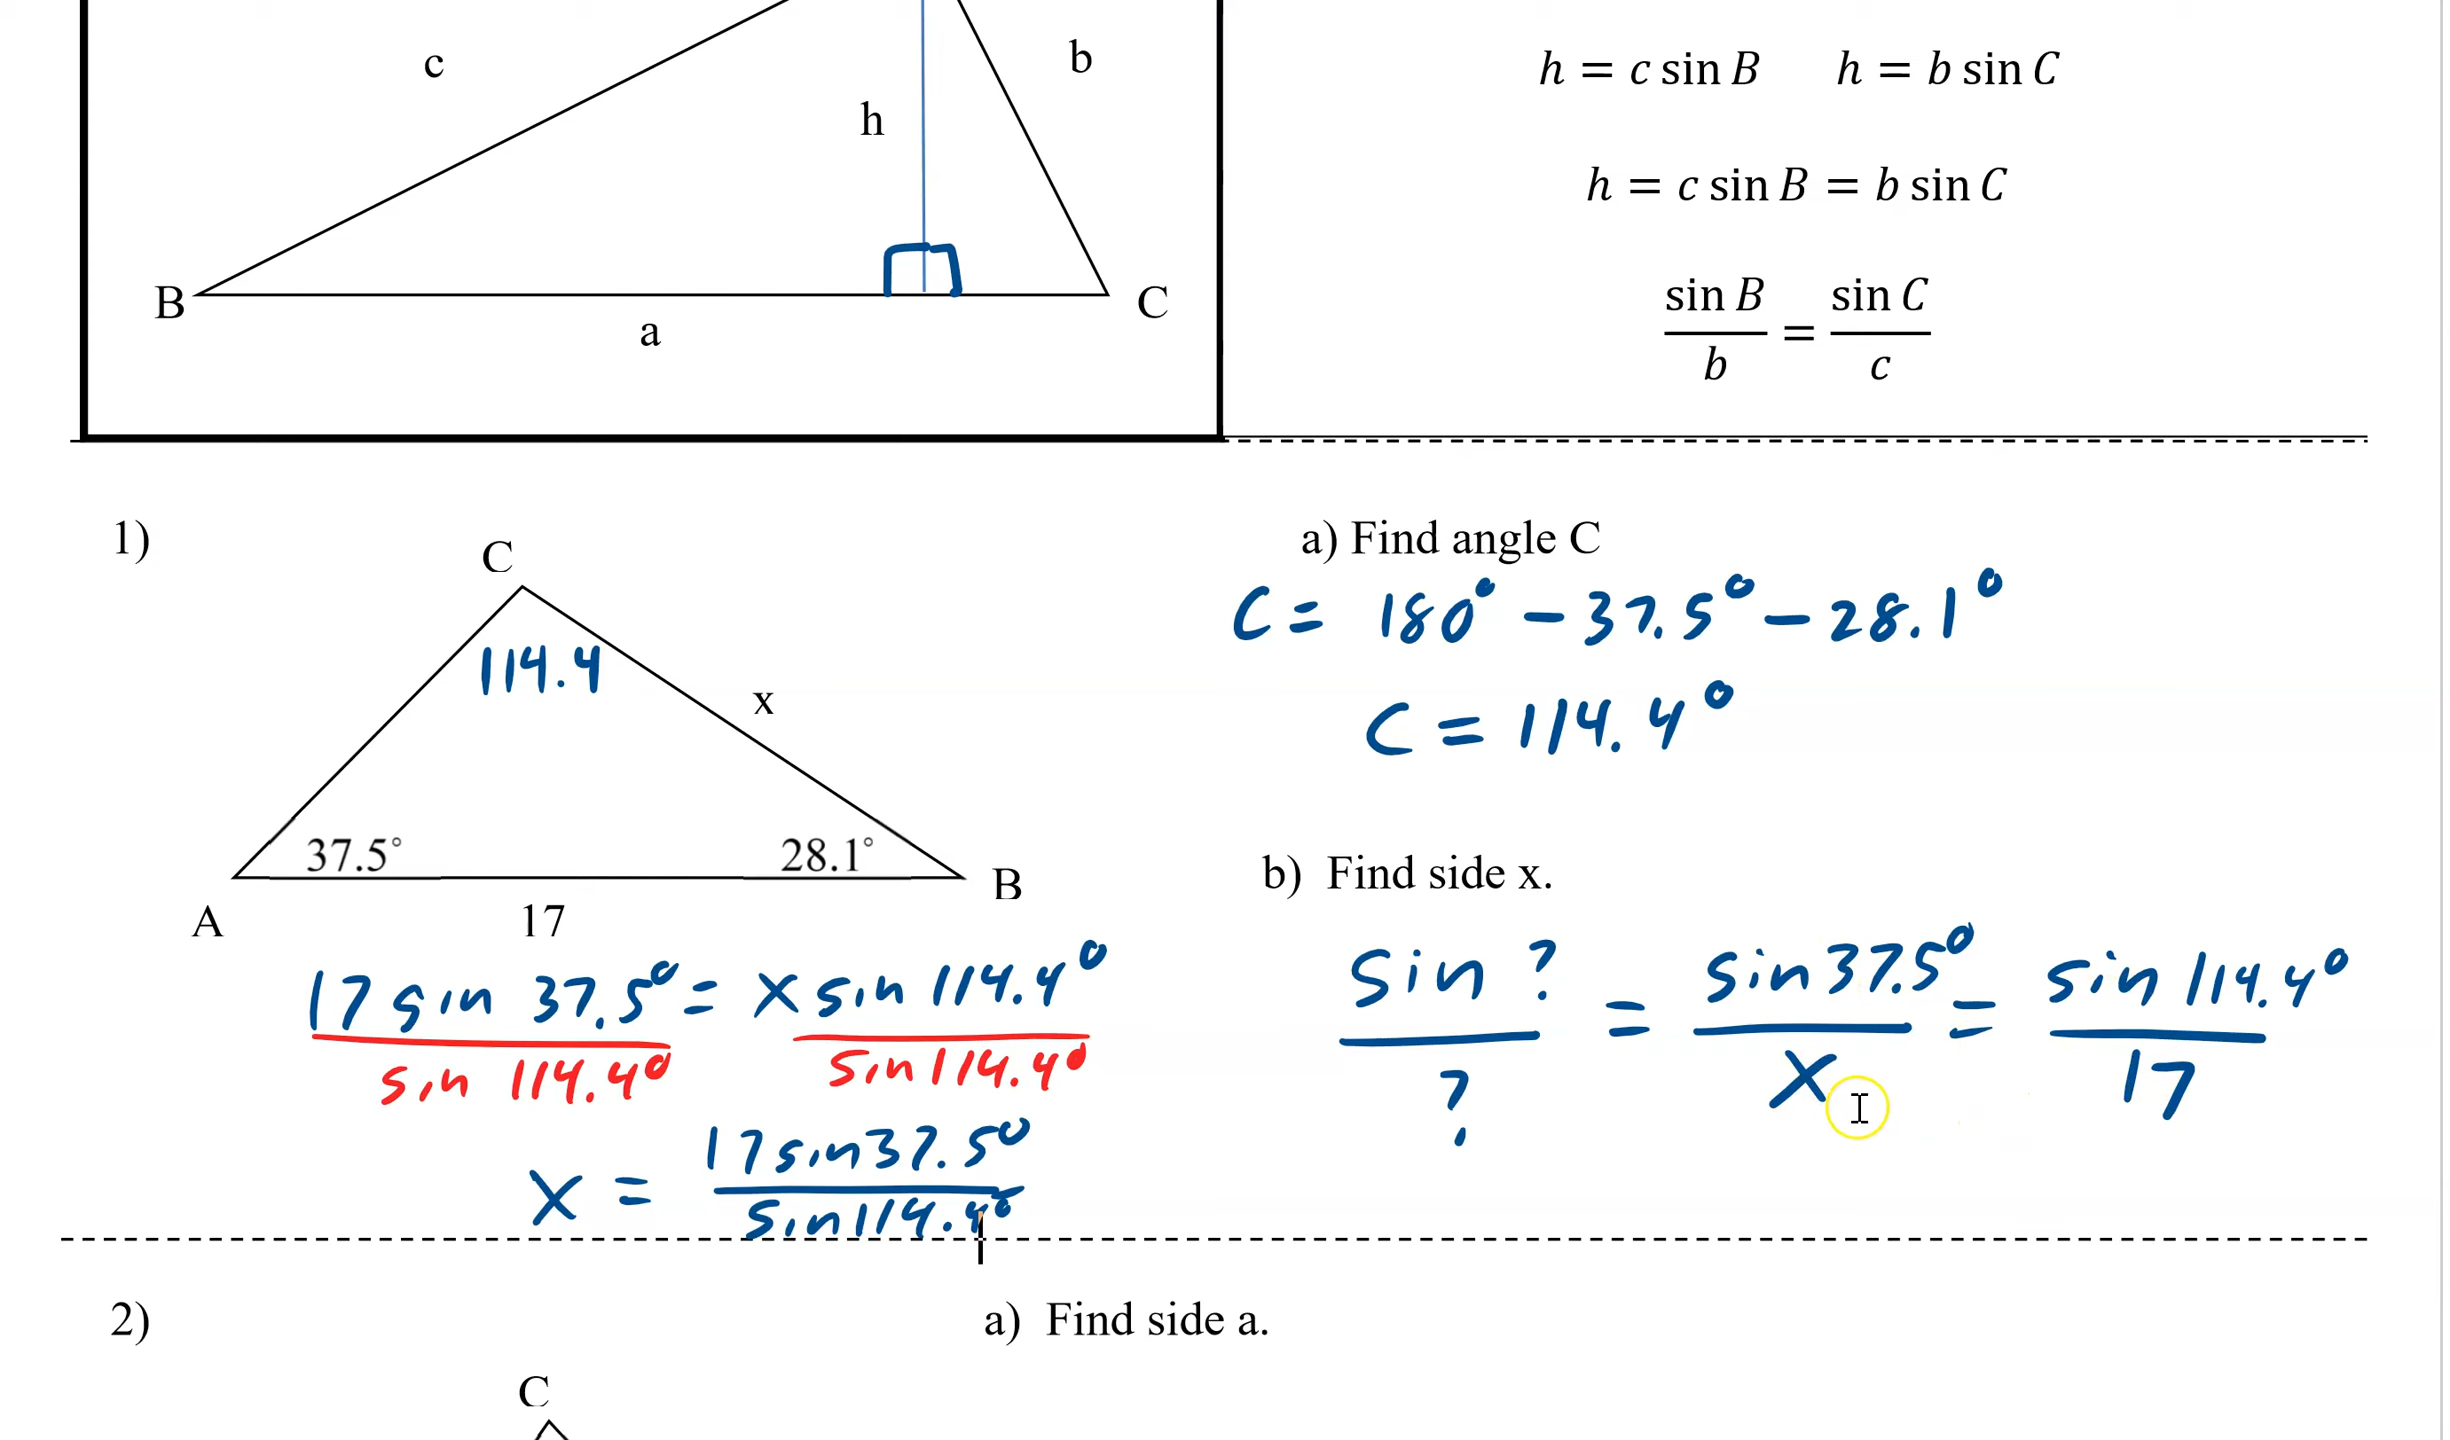 c
b
h
B
C
a
h = c sin B h = b sin C
h = c sin B = b sin C
sin B / b = sin C / c
1)
C
114.4
x
37.5°
28.1°
A
17
B
a) Find angle C
C = 180° - 37.5° - 28.1°
C = 114.4°
b) Find side x.
sin ? / ? = sin 37.5° / x = sin 114.4° / 17
17 sin 37.5° = x sin 114.4°
sin 114.4° sin 114.4°
x = 17 sin 37.5° / sin 114.4°
2)
a) Find side a.
C